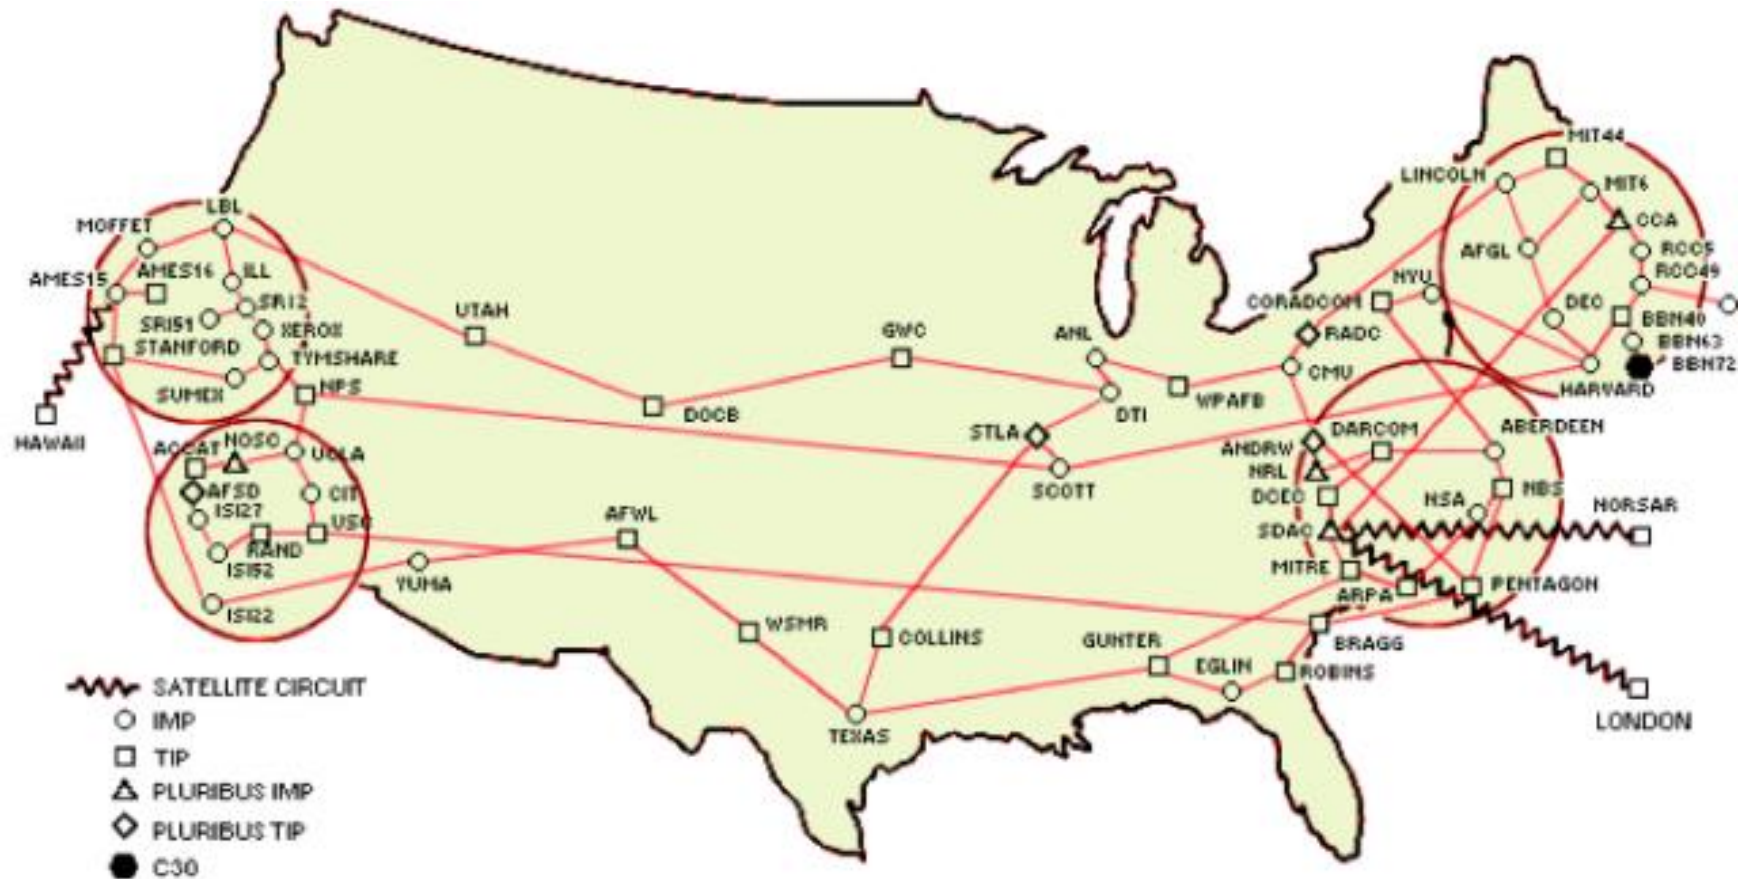 MIT44
LINCOLN
MIT6
LBL
MOFFET
CCA
AFGL
RCC5
AMES16
AMES15
ILL
NYU
RCC49
SRI2
CORADCOM
DEC
UTAH
SRI51
XEROX
GWC
ANL
RADC
BBN40
STANFORD
TYMSHARE
BBN63
BBN72
CMU
NPS
SUMEX
HARVARD
WPAFB
DOCB
DTI
HAWAII
STLA
DARCOM
ABERDEEN
ACCAT
NOSC
UCLA
ANDRW
NRL
AFSD
CIT
SCOTT
DCEC
NSA
NBS
ISI27
AFWL
NORSAR
USC
SDAC
RAND
ISI52
YUMA
MITRE
PENTAGON
ARPA
ISI22
WSMR
COLLINS
GUNTER
BRAGG
EGLIN
ROBINS
SATELLITE CIRCUIT
IMP
LONDON
TEXAS
TIP
PLURIBUS IMP
PLURIBUS TIP
C30